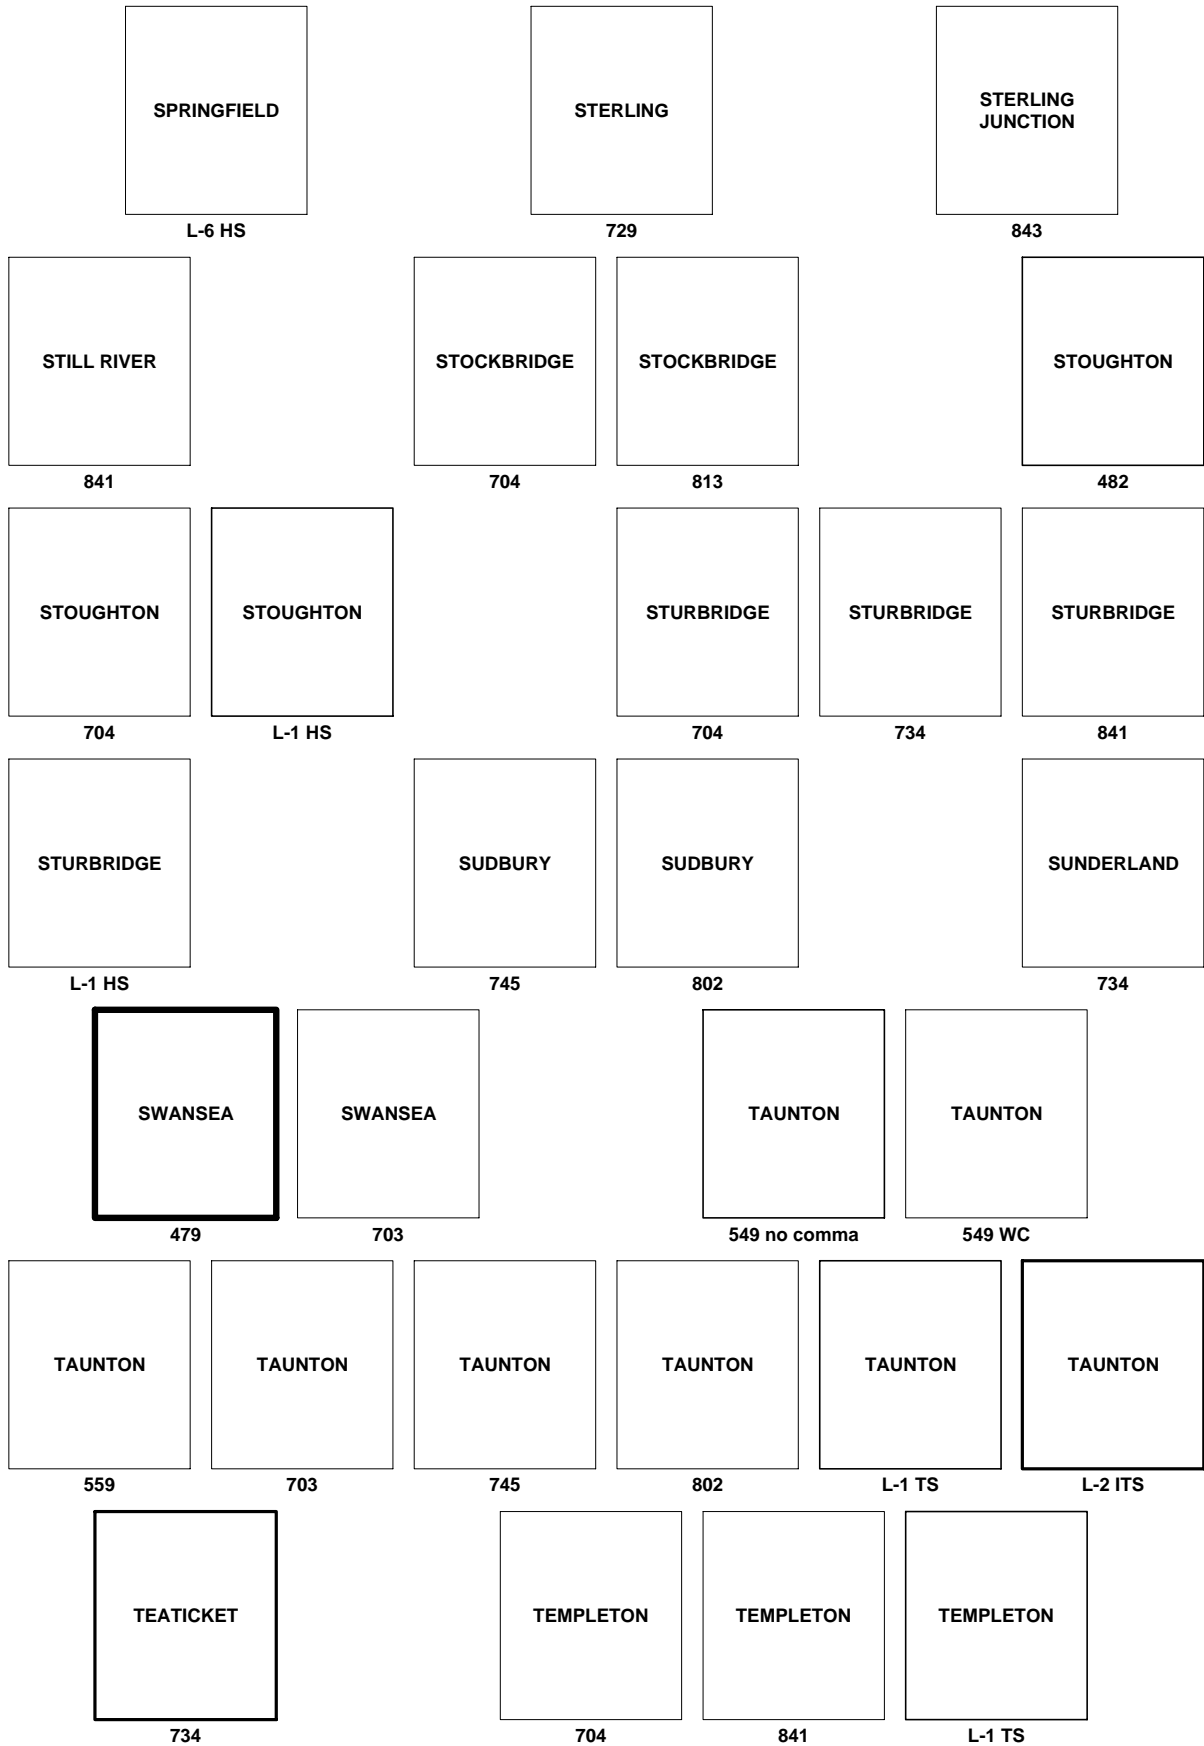 SPRINGFIELD
L-6 HS
STERLING
729
STERLING
JUNCTION
843
STILL RIVER
841
STOCKBRIDGE
704
STOCKBRIDGE
813
STOUGHTON
482
STOUGHTON
704
STOUGHTON
L-1 HS
STURBRIDGE
704
STURBRIDGE
734
STURBRIDGE
841
STURBRIDGE
L-1 HS
SUDBURY
745
SUDBURY
802
SUNDERLAND
734
SWANSEA
479
SWANSEA
703
TAUNTON
549 no comma
TAUNTON
549 WC
TAUNTON
559
TAUNTON
703
TAUNTON
745
TAUNTON
802
TAUNTON
L-1 TS
TAUNTON
L-2 ITS
TEATICKET
734
TEMPLETON
704
TEMPLETON
841
TEMPLETON
L-1 TS